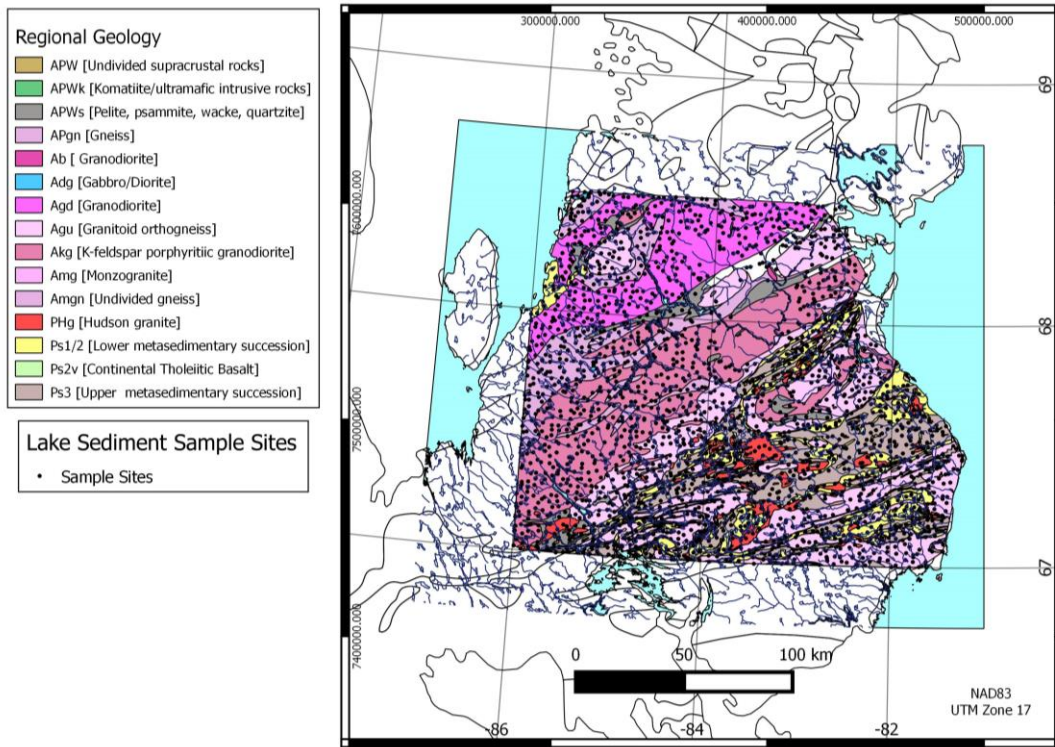 Regional Geology
APW [Undivided supracrustal rocks]
APWk [Komatiite/ultramafic intrusive rocks]
APWs [Pelite, psammite, wacke, quartzite]
APgn [Gneiss]
Ab [ Granodiorite]
Adg [Gabbro/Diorite]
Agd [Granodiorite]
Agu [Granitoid orthogneiss]
Akg [K-feldspar porphyritiic granodiorite]
Amg [Monzogranite]
Amgn [Undivided gneiss]
PHg [Hudson granite]
Ps1/2 [Lower metasedimentary succession]
Ps2v [Continental Tholeiitic Basalt]
Ps3 [Upper metasedimentary succession]
Lake Sediment Sample Sites
Sample Sites
300000.000
400000.000
500000.000
69
7600000.000
68
7500000.000
67
7400000.000
0 50 100 km
NAD83
UTM Zone 17
-86
-84
-82